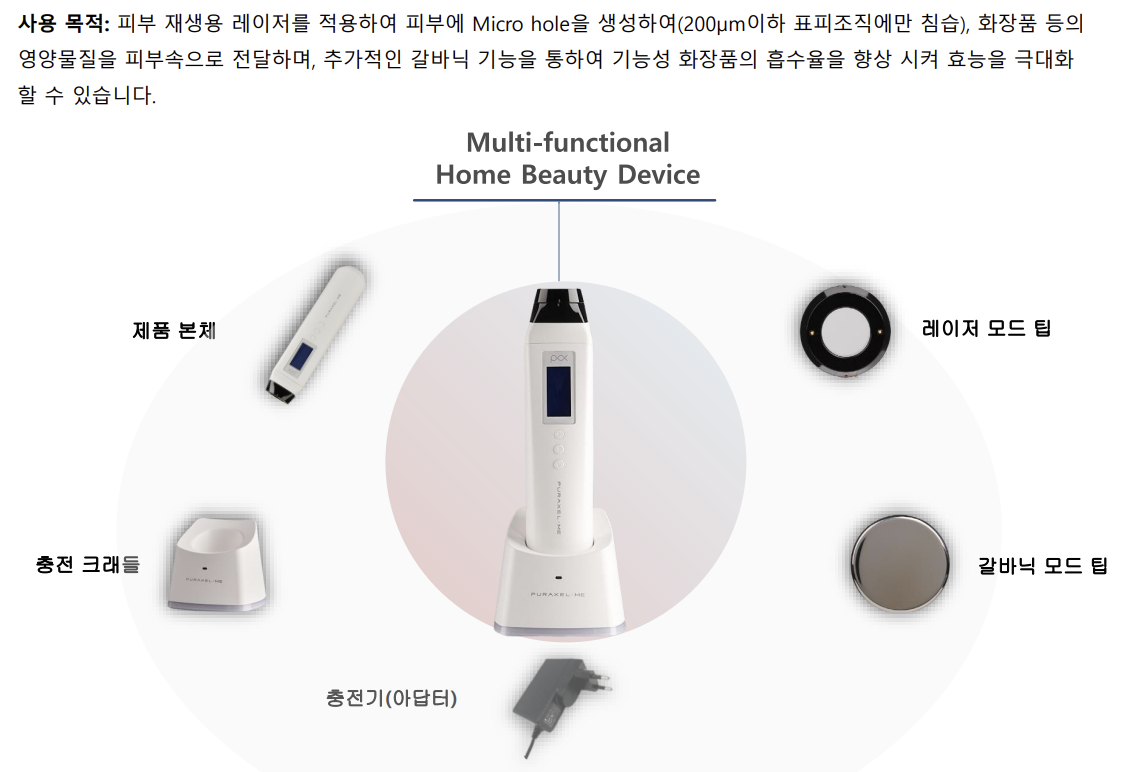 사용 목적: 피부 재생용 레이저를 적용하여 피부에 Micro hole을 생성하여(200μm이하 표피조직에만 침습), 화장품 등의
영양물질을 피부속으로 전달하며, 추가적인 갈바닉 기능을 통하여 기능성 화장품의 흡수율을 향상 시켜 효능을 극대화
할 수 있습니다.
Multi-functional
Home Beauty Device
제품 본체
레이저 모드 팁
PURAXEL-ME
충전 크래들
PURAXEL-ME
갈바닉 모드 팁
PURAXEL-ME
충전기(아답터)